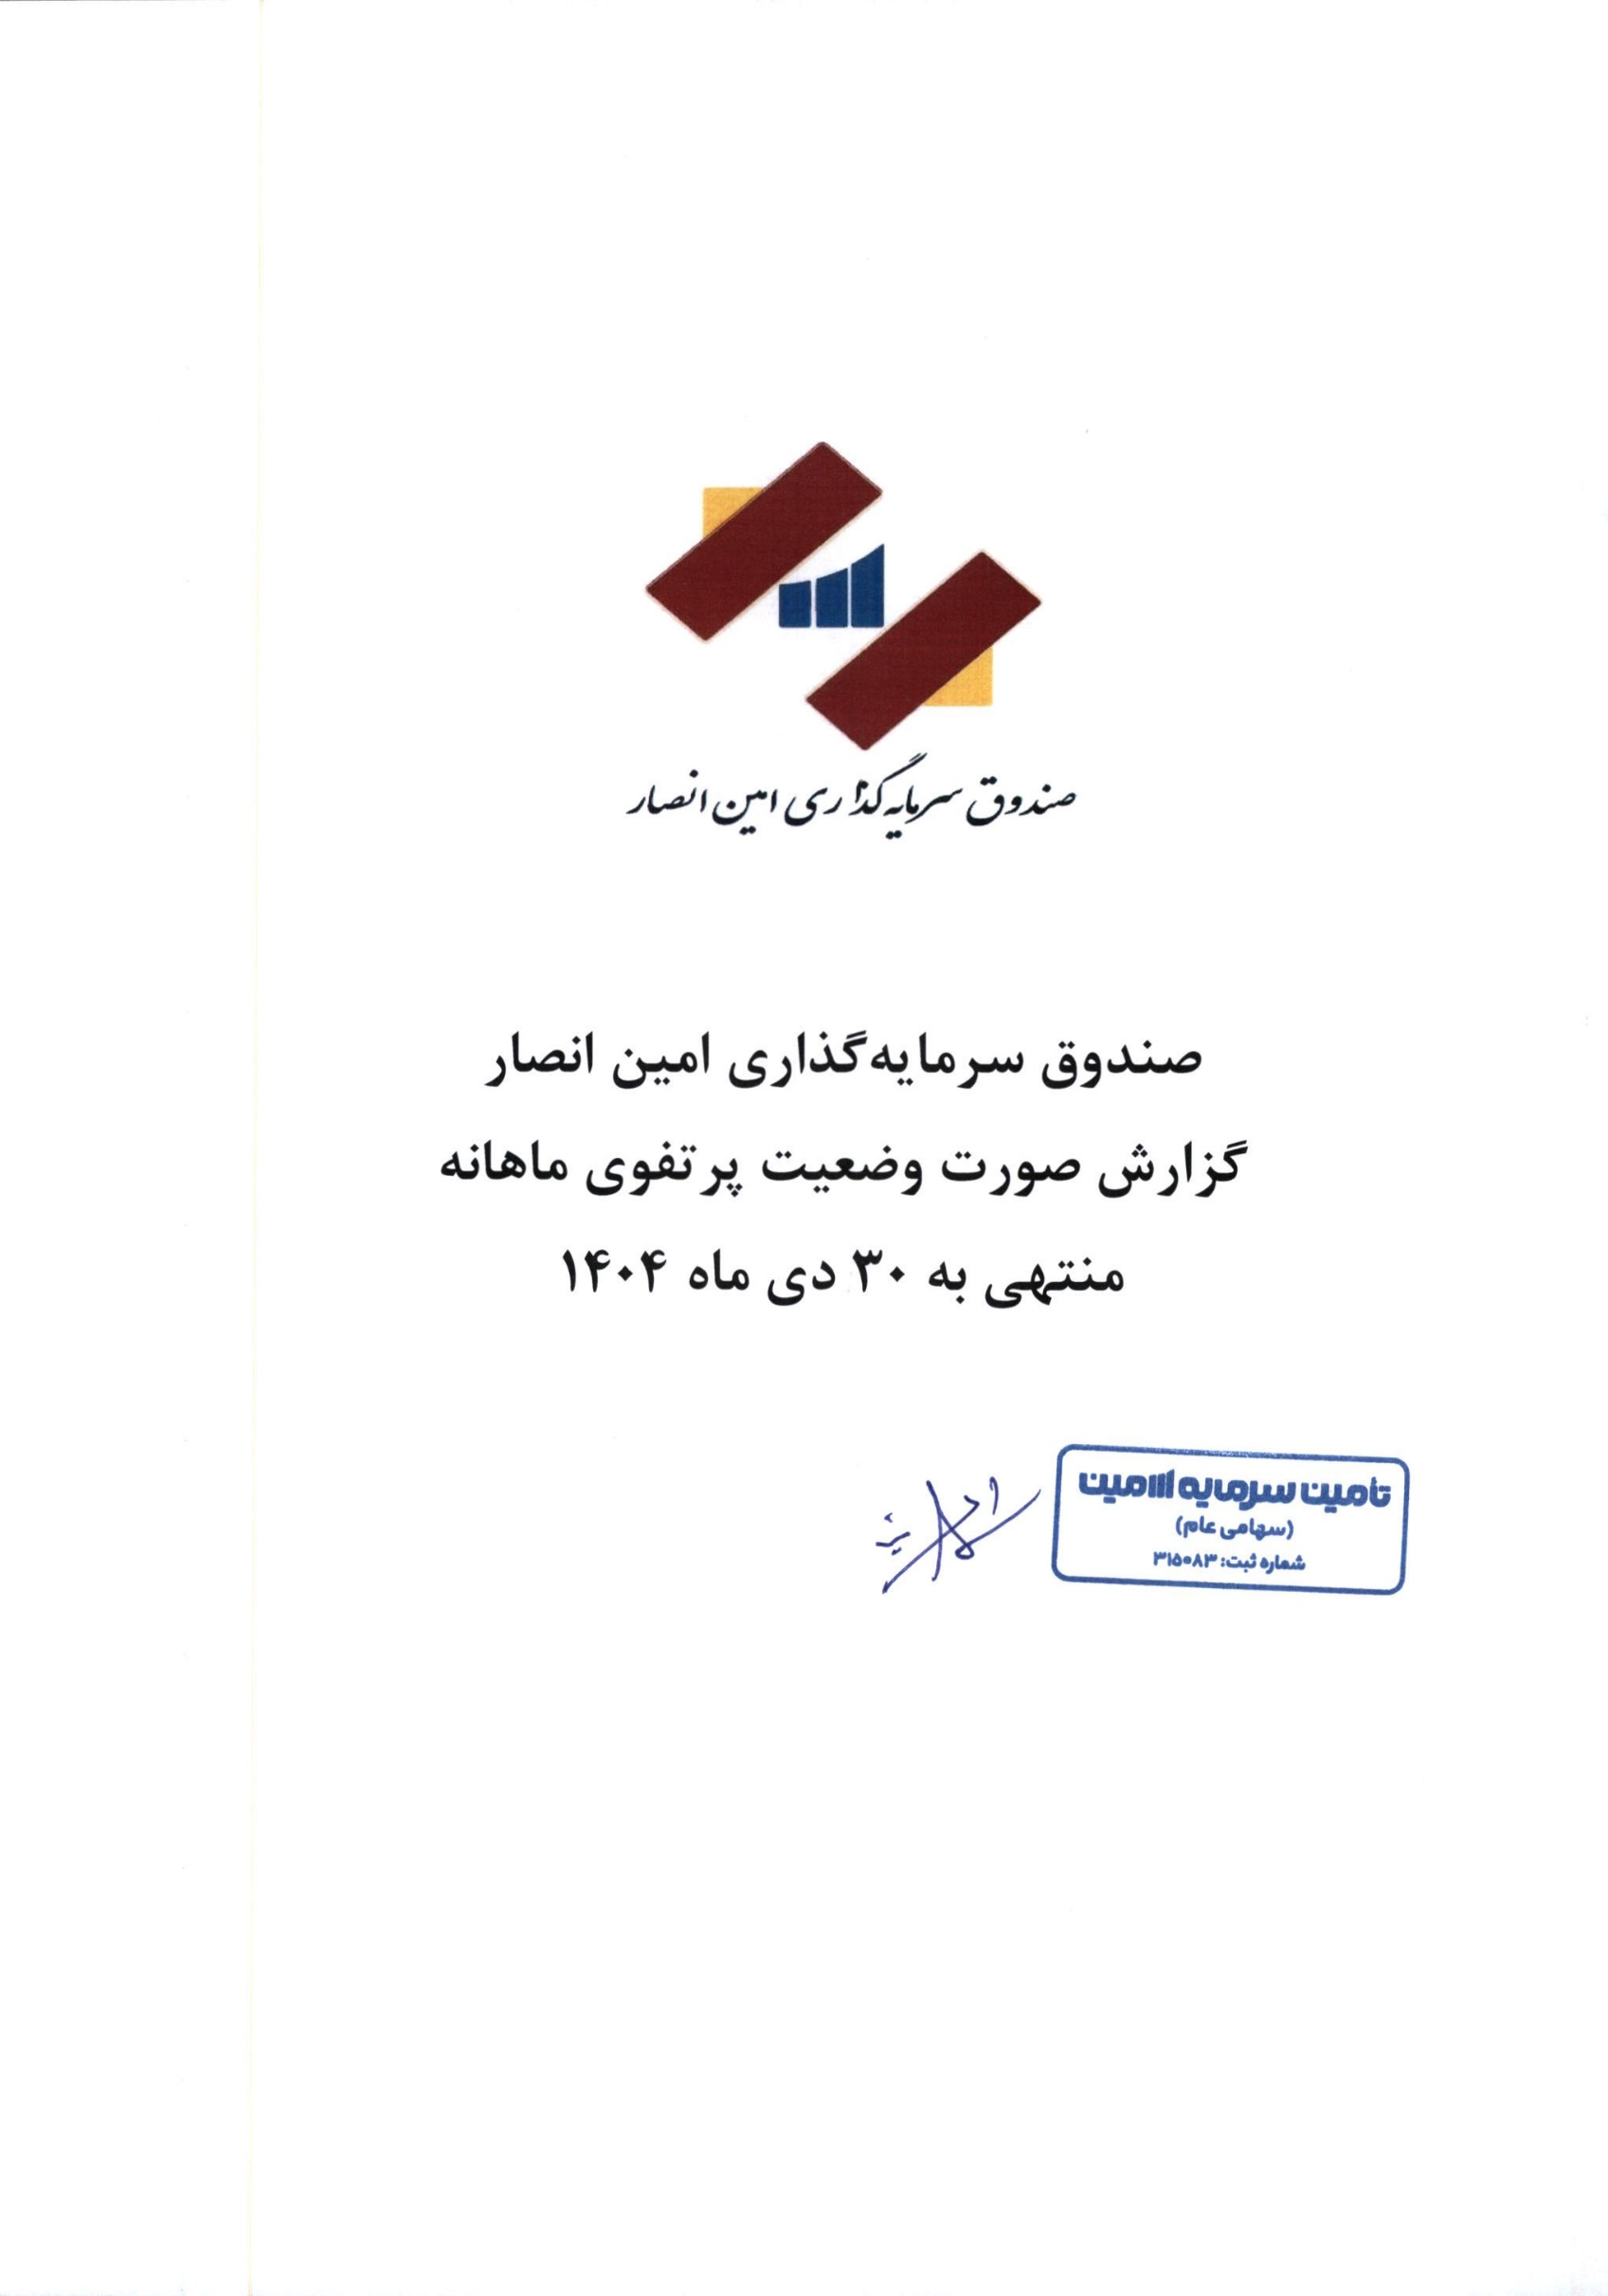 صندوق سرمایه‌گذاری امین انصار
صندوق سرمایه‌گذاری امین انصار
گزارش صورت وضعیت پرتفوی ماهانه
منتهی به ۳۰ دی ماه ۱۴۰۴
تأمین سرمایه امین
(سهامی عام)
شماره ثبت: ۳۱۵۰۸۳